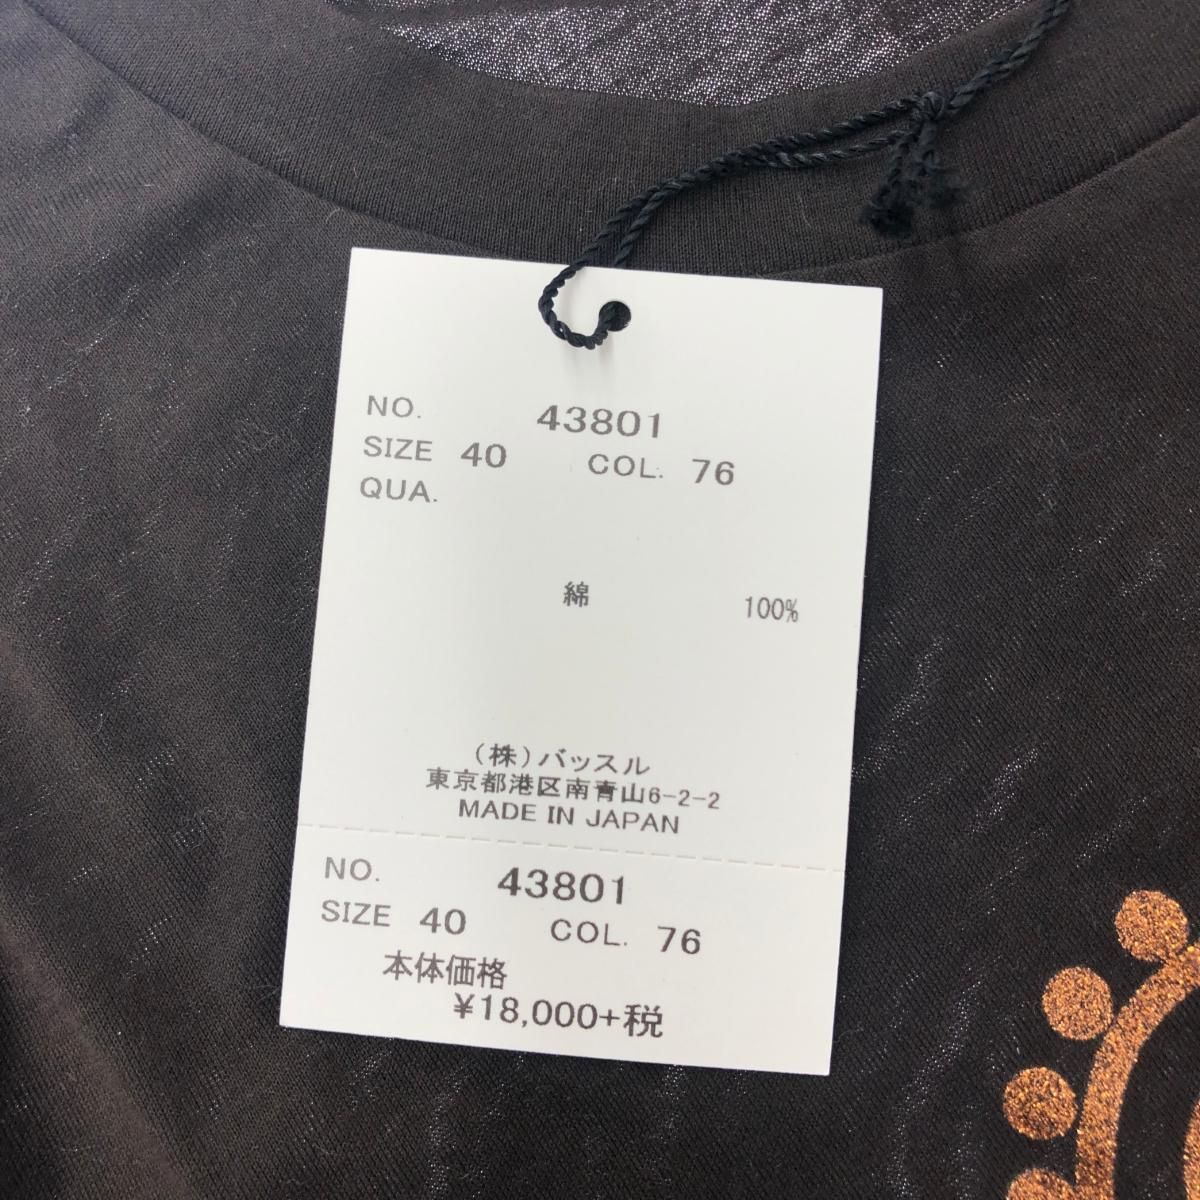 NO. 43801
SIZE 40 COL. 76
QUA.
綿 100%
(株)バッスル
東京都港区南青山6-2-2
MADE IN JAPAN
NO. 43801
SIZE 40 COL. 76
本体価格
¥18,000+税